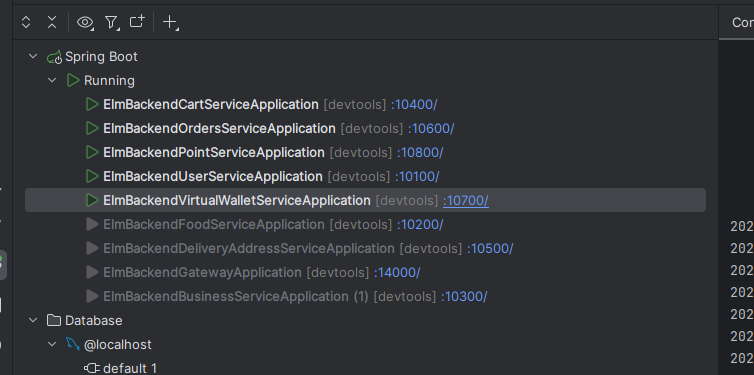 Con
Spring Boot
Running
ElmBackendCartServiceApplication [devtools] :10400/
ElmBackendOrdersServiceApplication [devtools] :10600/
ElmBackendPointServiceApplication [devtools] :10800/
ElmBackendUserServiceApplication [devtools] :10100/
ElmBackendVirtualWalletServiceApplication [devtools] :10700/
ElmBackendFoodServiceApplication [devtools] :10200/
202
ElmBackendDeliveryAddressServiceApplication [devtools] :10500/
202
ElmBackendGatewayApplication [devtools] :14000/
202
ElmBackendBusinessServiceApplication (1) [devtools] :10300/
202
Database
202
@localhost
202
default 1
202